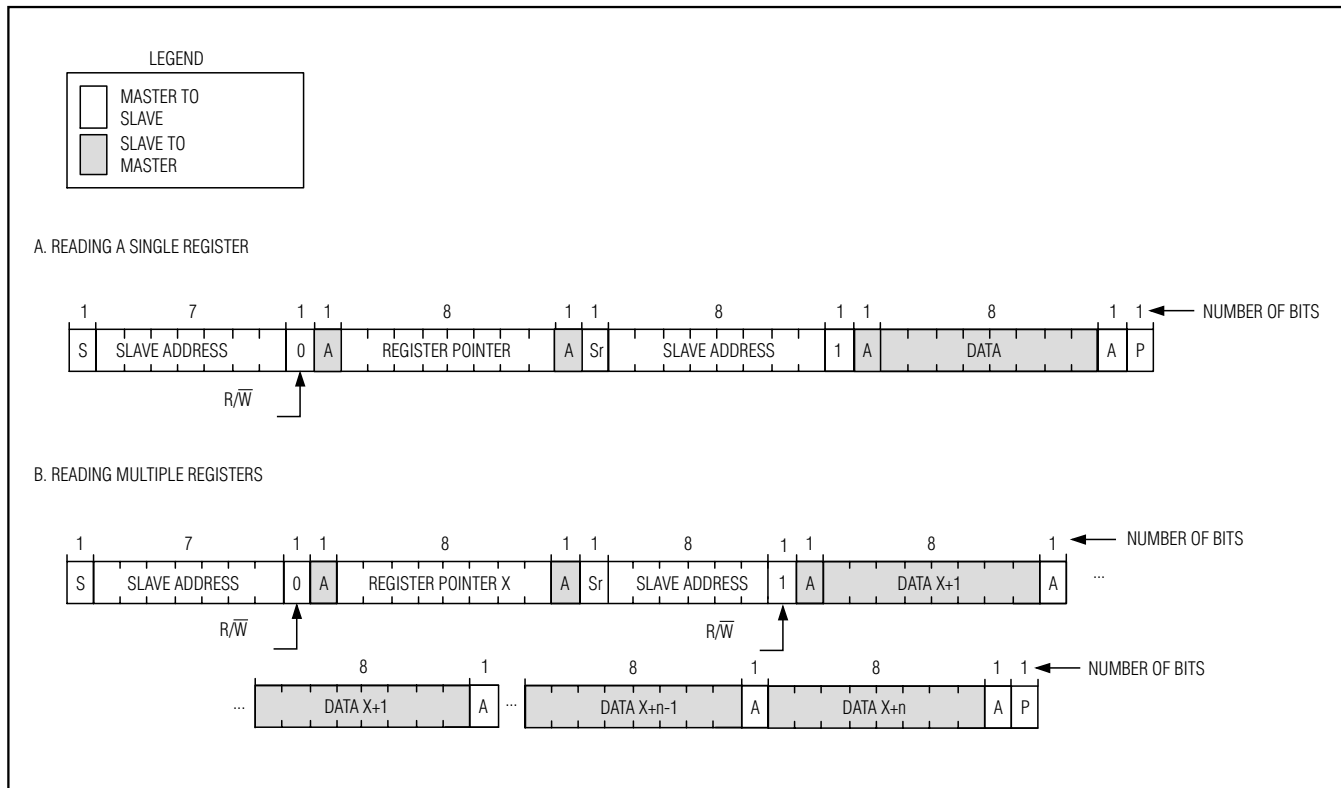 LEGEND
MASTER TO
SLAVE
SLAVE TO
MASTER
A. READING A SINGLE REGISTER
1 7 1 1 8 1 1 8 1 1 8 1 1 NUMBER OF BITS
S SLAVE ADDRESS 0 A REGISTER POINTER A Sr SLAVE ADDRESS 1 A DATA A P
R/W̅
B. READING MULTIPLE REGISTERS
1 7 1 1 8 1 1 8 1 1 8 1 NUMBER OF BITS
S SLAVE ADDRESS 0 A REGISTER POINTER X A Sr SLAVE ADDRESS 1 A DATA X+1 A ...
R/W̅ R/W̅
8 1 8 1 8 1 1 NUMBER OF BITS
... DATA X+1 A ... DATA X+n-1 A DATA X+n A P